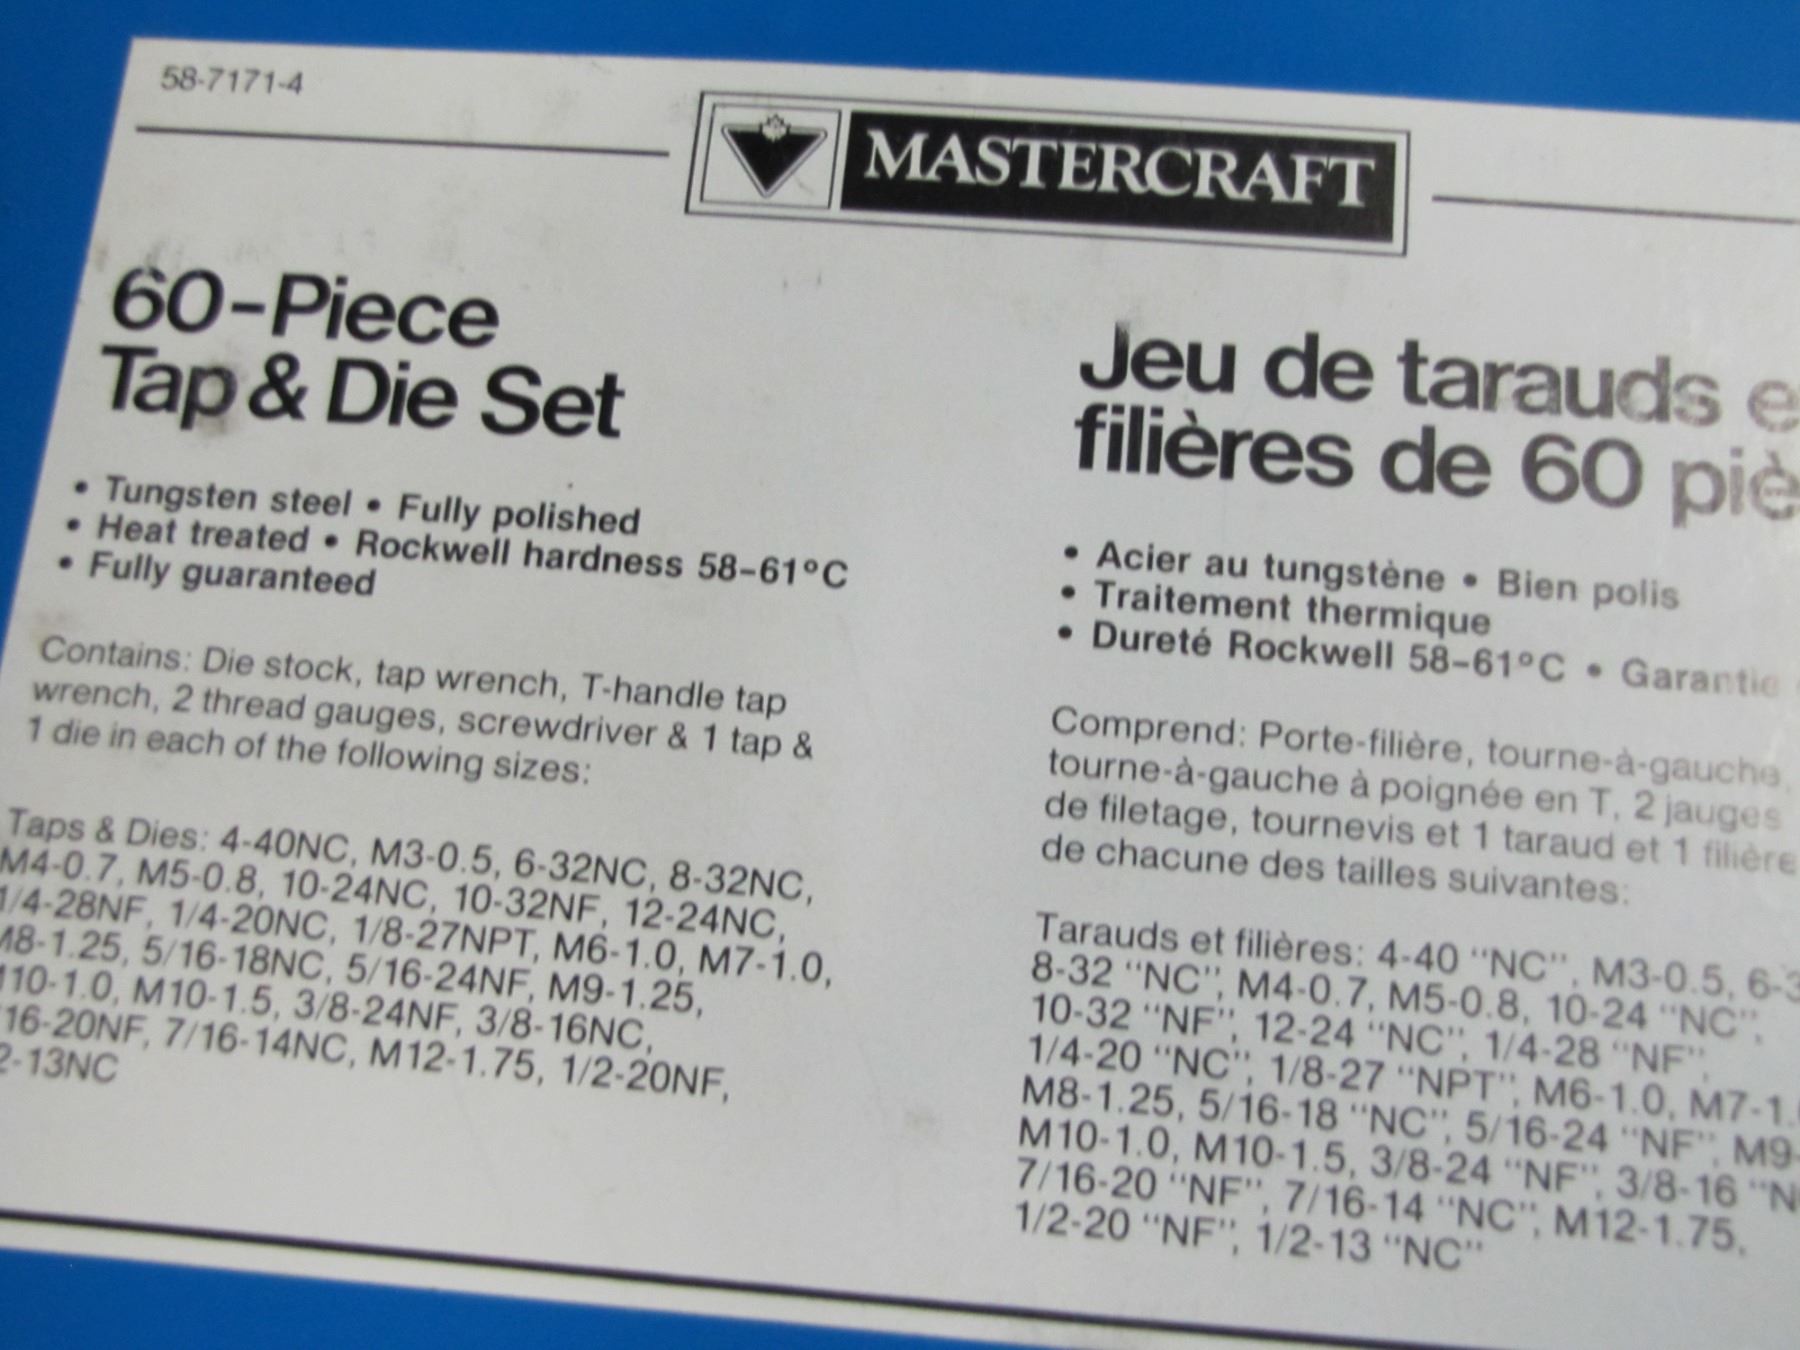 58-7171-4
MASTERCRAFT
60-Piece
Tap & Die Set
• Tungsten steel • Fully polished
• Heat treated • Rockwell hardness 58-61°C
• Fully guaranteed
Contains: Die stock, tap wrench, T-handle tap
wrench, 2 thread gauges, screwdriver & 1 tap &
1 die in each of the following sizes:
Taps & Dies: 4-40NC, M3-0.5, 6-32NC, 8-32NC,
M4-0.7, M5-0.8, 10-24NC, 10-32NF, 12-24NC,
1/4-28NF, 1/4-20NC, 1/8-27NPT, M6-1.0, M7-1.0,
M8-1.25, 5/16-18NC, 5/16-24NF, M9-1.25,
M10-1.0, M10-1.5, 3/8-24NF, 3/8-16NC,
/16-20NF, 7/16-14NC, M12-1.75, 1/2-20NF,
2-13NC
Jeu de tarauds e
filières de 60 piè
• Acier au tungstène • Bien polis
• Traitement thermique
• Dureté Rockwell 58-61°C • Garantie
Comprend: Porte-filière, tourne-à-gauche,
tourne-à-gauche à poignée en T, 2 jauges
de filetage, tournevis et 1 taraud et 1 filière
de chacune des tailles suivantes:
Tarauds et filières: 4-40 "NC", M3-0.5, 6-3
8-32 "NC", M4-0.7, M5-0.8, 10-24 "NC",
10-32 "NF", 12-24 "NC", 1/4-28 "NF",
1/4-20 "NC", 1/8-27 "NPT", M6-1.0, M7-1.
M8-1.25, 5/16-18 "NC", 5/16-24 "NF", M9-
M10-1.0, M10-1.5, 3/8-24 "NF", 3/8-16 "N
7/16-20 "NF", 7/16-14 "NC", M12-1.75,
1/2-20 "NF", 1/2-13 "NC"